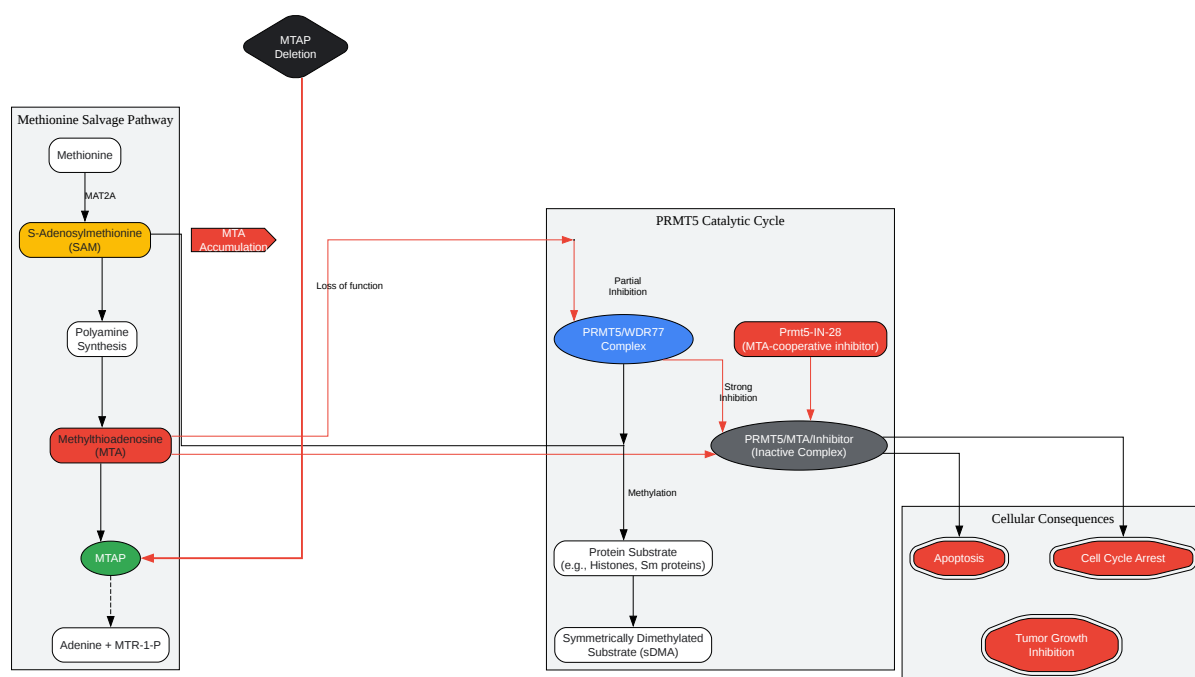 MTAP
Deletion
Methionine Salvage Pathway
Methionine
MAT2A
S-Adenosylmethionine
(SAM)
MTA
Accumulation
Polyamine
Synthesis
Methylthioadenosine
(MTA)
MTAP
Adenine + MTR-1-P
Loss of function
PRMT5 Catalytic Cycle
Partial
Inhibition
PRMT5/WDR77
Complex
Prmt5-IN-28
(MTA-cooperative inhibitor)
Strong
Inhibition
PRMT5/MTA/Inhibitor
(Inactive Complex)
Methylation
Protein Substrate
(e.g., Histones, Sm proteins)
Symmetrically Dimethylated
Substrate (sDMA)
Cellular Consequences
Apoptosis
Cell Cycle Arrest
Tumor Growth
Inhibition